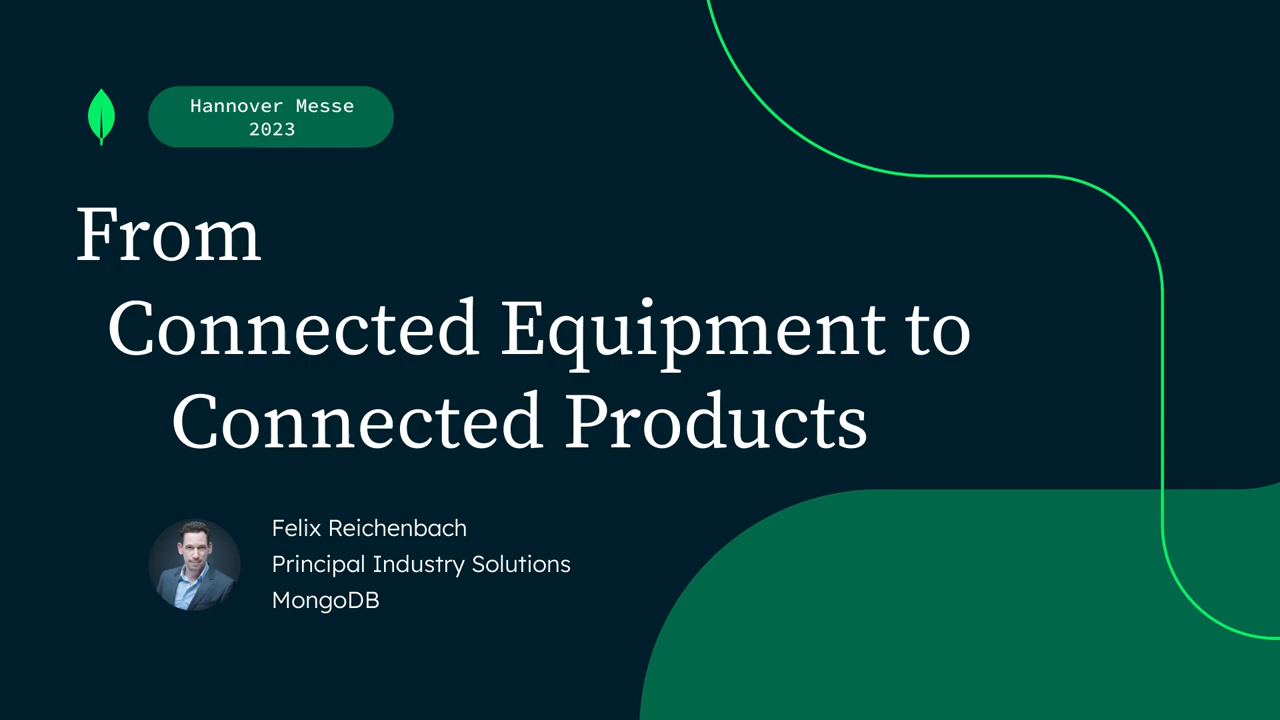 Hannover Messe
2023
From
Connected Equipment to
Connected Products
Felix Reichenbach
Principal Industry Solutions
MongoDB